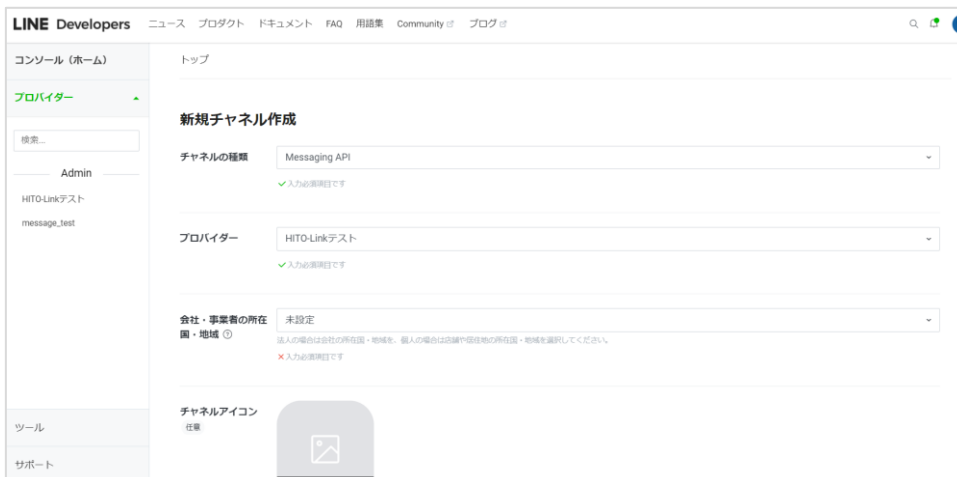 LINE Developers ニュース プロダクト ドキュメント FAQ 用語集 Community ブログ
コンソール（ホーム）
トップ
プロバイダー
検索...
Admin
HITO-Linkテスト
message_test
ツール
サポート
新規チャネル作成
チャネルの種類
Messaging API
入力必須項目です
プロバイダー
HITO-Linkテスト
入力必須項目です
会社・事業者の所在
国・地域
未設定
法人の場合は会社の所在国・地域を、個人の場合は店舗や居住地の所在国・地域を選択してください。
入力必須項目です
チャネルアイコン
任意